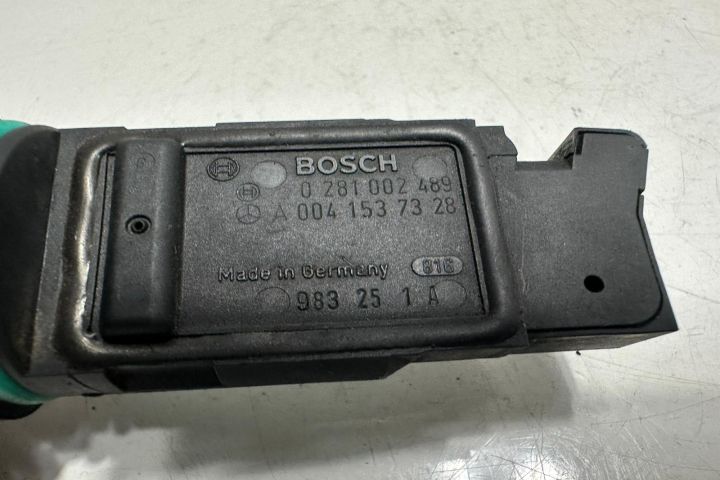 BOSCH
0 281 002 489
A 004 153 73 28
Made in Germany 816
983 25 1 A